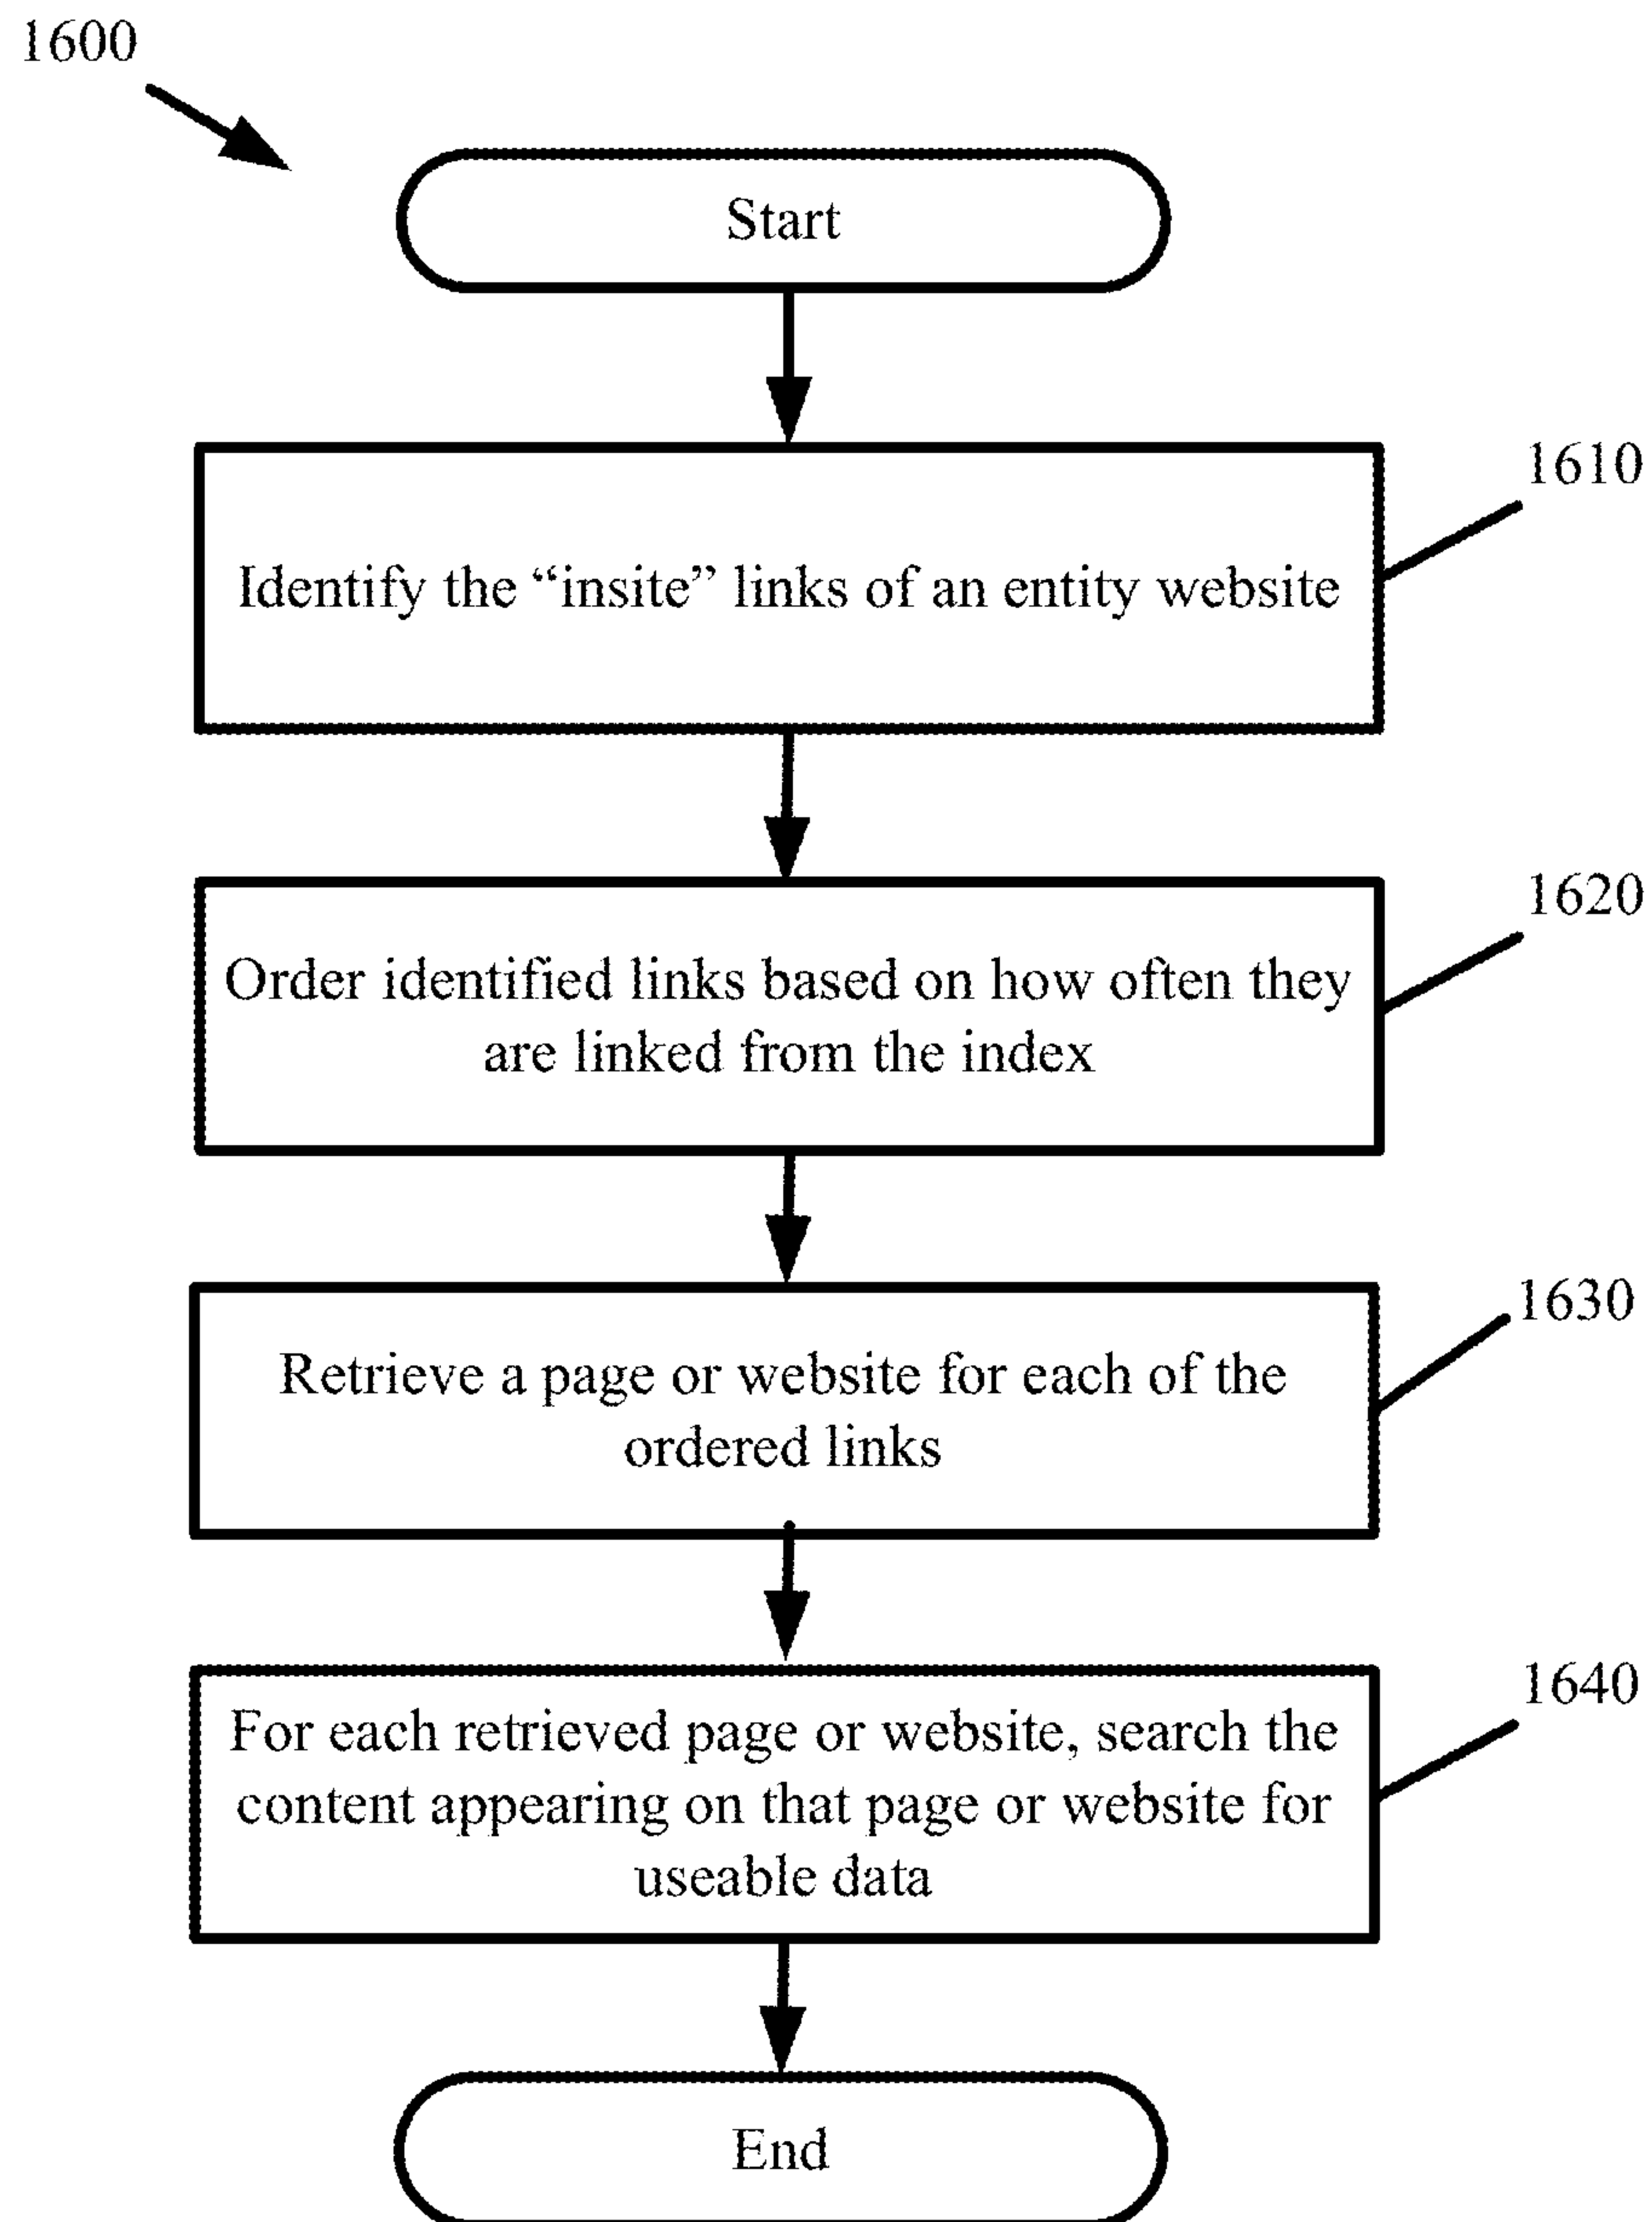 1600
Start
1610
Identify the “insite” links of an entity website
1620
Order identified links based on how often they
are linked from the index
1630
Retrieve a page or website for each of the
ordered links
1640
For each retrieved page or website, search the
content appearing on that page or website for
useable data
End